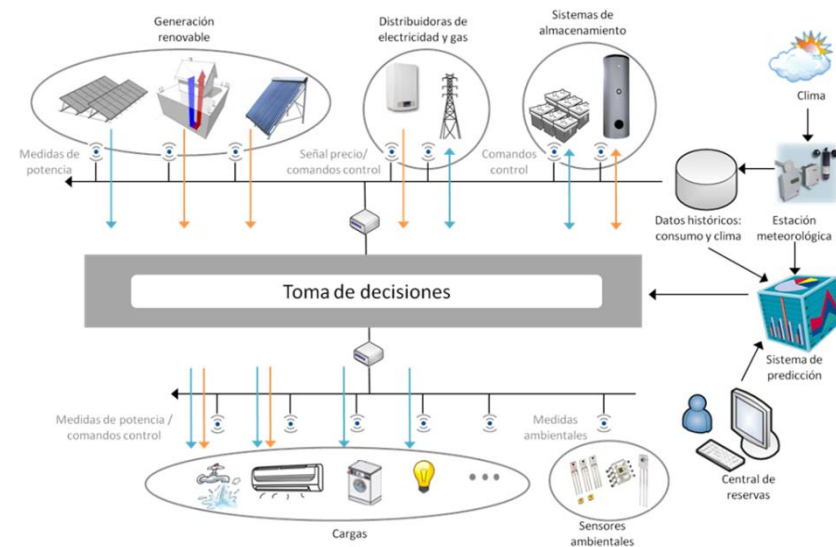 Generación
renovable
Distribuidoras de
electricidad y gas
Sistemas de
almacenamiento
Clima
Medidas de
potencia
Señal precio/
comandos control
Comandos
control
Datos históricos:
consumo y clima
Estación
meteorológica
Toma de decisiones
Sistema de
predicción
Medidas de potencia /
comandos control
Medidas
ambientales
Central de
reservas
Cargas
Sensores
ambientales